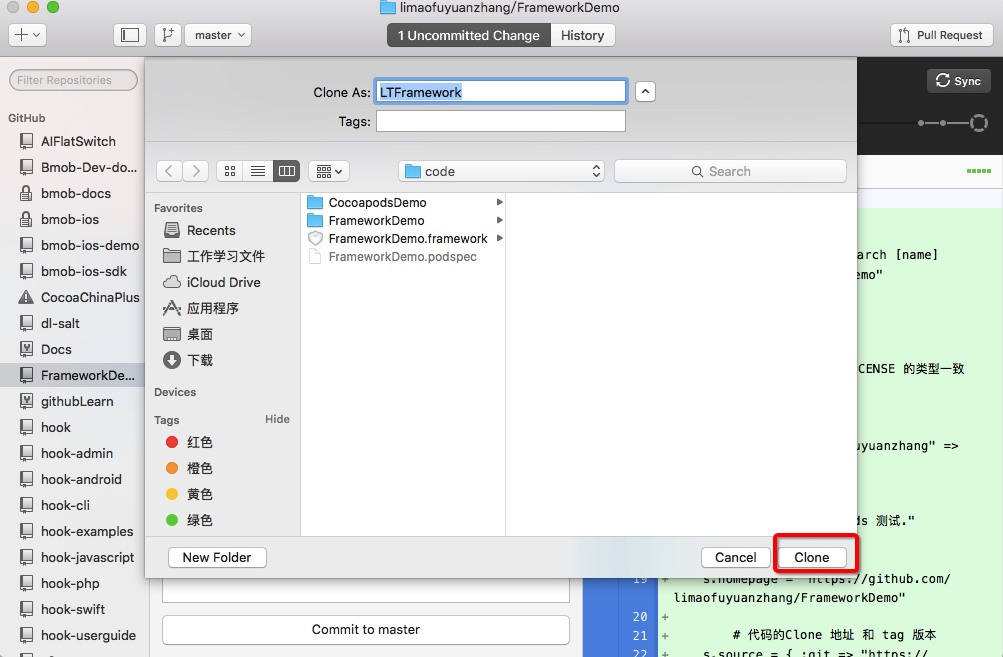 limaofuyuanzhang/FrameworkDemo
master
1 Uncommitted Change
History
Pull Request
Filter Repositories
Sync
GitHub
AIFlatSwitch
Bmob-Dev-do...
bmob-docs
bmob-ios
bmob-ios-demo
bmob-ios-sdk
CocoaChinaPlus
dl-salt
Docs
FrameworkDe...
githubLearn
hook
hook-admin
hook-android
hook-cli
hook-examples
hook-javascript
hook-php
hook-swift
hook-userguide
Clone As: LTFramework
Tags:
code
Search
Favorites
Recents
工作学习文件
iCloud Drive
应用程序
桌面
下载
Devices
Tags Hide
红色
橙色
黄色
绿色
CocoapodsDemo
FrameworkDemo
FrameworkDemo.framework
FrameworkDemo.podspec
New Folder
Cancel
Clone
Commit to master
arch [name]
emo"
CENSE 的类型一致
uyuanzhang" =>
ds 测试."
19 + s.homepage = "https://github.com/
limaofuyuanzhang/FrameworkDemo"
20 +
21 + # 代码的Clone 地址 和 tag 版本
22 + s.source = { :git => "https://